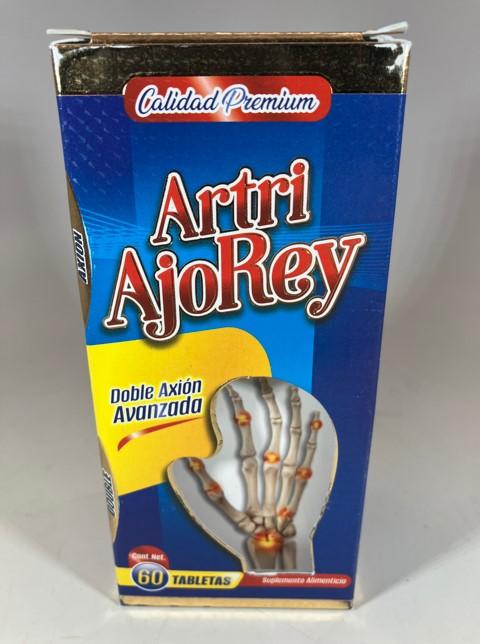 Calidad Premium
Artri
AjoRey
Doble Axión
Avanzada
Cont. Net.
60 TABLETAS
Suplemento Alimenticio